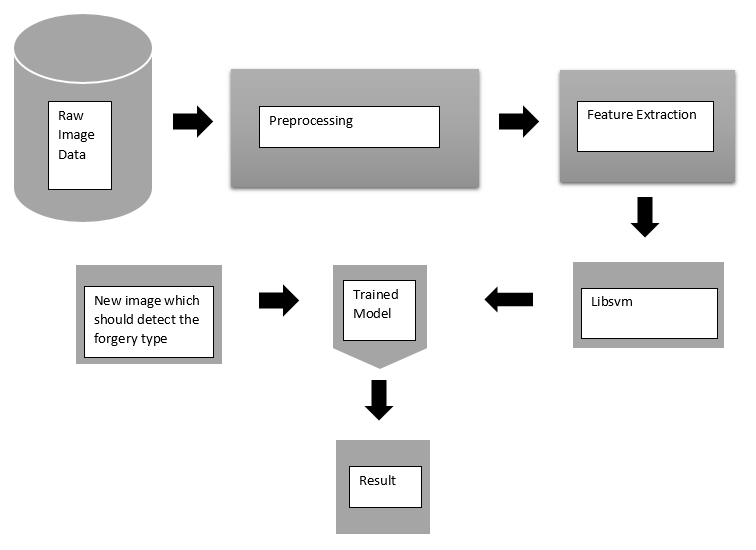 Raw
Image
Data
Preprocessing
Feature Extraction
New image which
should detect the
forgery type
Trained
Model
Libsvm
Result